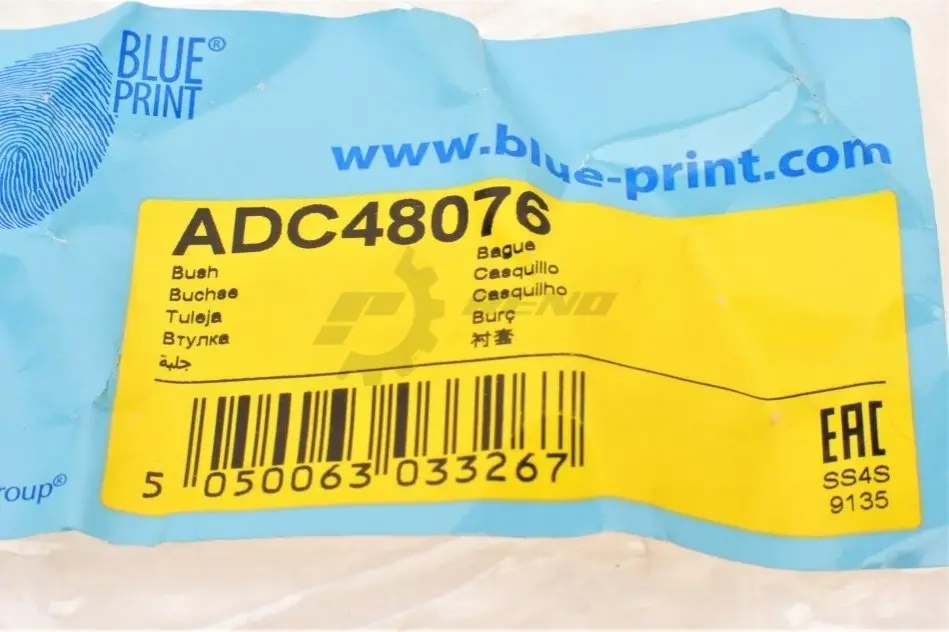 BLUE®
PRINT
www.blue-print.com
ADC48076
Bush
Buchse
Tuleja
Втулка
جلبة
Bague
Casquillo
Casquilho
Burç
衬套
5 050063 033267
EAC
SS4S
9135
roup®